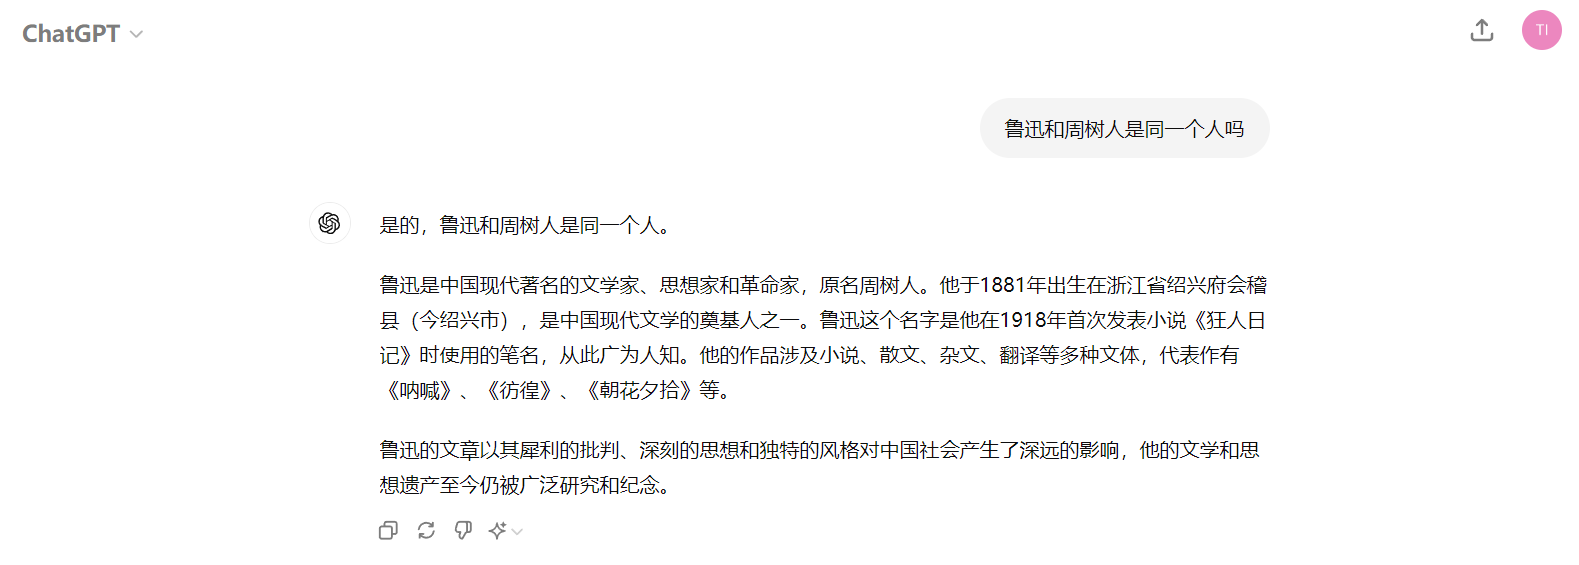 ChatGPT
TI
鲁迅和周树人是同一个人吗
是的，鲁迅和周树人是同一个人。
鲁迅是中国现代著名的文学家、思想家和革命家，原名周树人。他于1881年出生在浙江省绍兴府会稽
县（今绍兴市），是中国现代文学的奠基人之一。鲁迅这个名字是他在1918年首次发表小说《狂人日
记》时使用的笔名，从此广为人知。他的作品涉及小说、散文、杂文、翻译等多种文体，代表作有
《呐喊》、《彷徨》、《朝花夕拾》等。
鲁迅的文章以其犀利的批判、深刻的思想和独特的风格对中国社会产生了深远的影响，他的文学和思
想遗产至今仍被广泛研究和纪念。